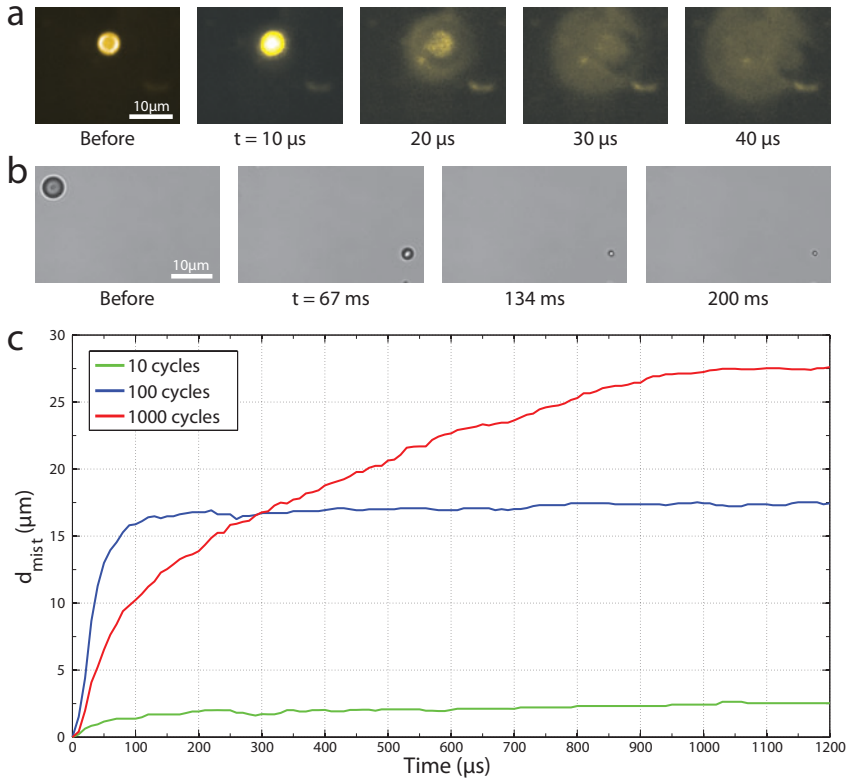 a
10μm
Before
t = 10 μs
20 μs
30 μs
40 μs
b
10μm
Before
t = 67 ms
134 ms
200 ms
c
30
25
20
15
10
5
0
d_mist (μm)
10 cycles
100 cycles
1000 cycles
0 100 200 300 400 500 600 700 800 900 1000 1100 1200
Time (μs)